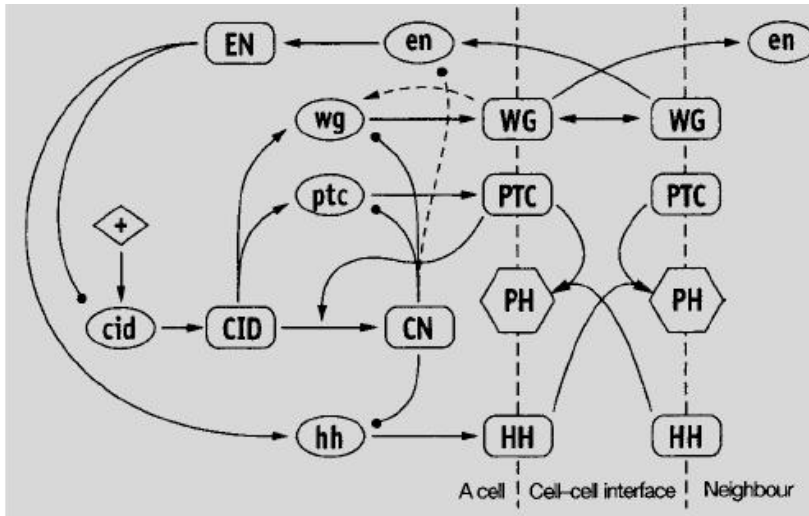 EN en en
wg WG WG
ptc PTC PTC
+
PH PH
cid CID CN
hh HH HH
A cell Cell–cell interface Neighbour